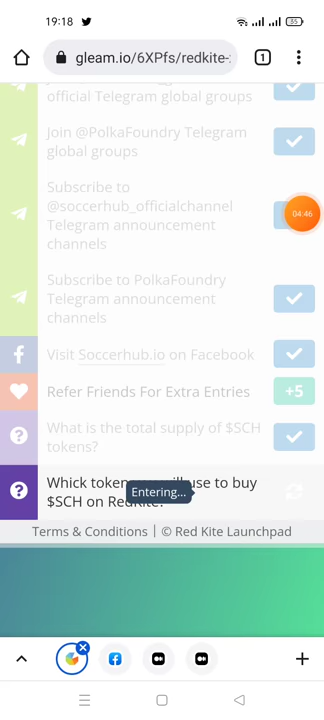 19:18
35
gleam.io/6XPfs/redkite-
1
official Telegram global groups
Join @PolkaFoundry Telegram
global groups
Subscribe to
@soccerhub_officialchannel
Telegram announcement
channels
04:46
Subscribe to PolkaFoundry
Telegram announcement
channels
Visit Soccerhub.io on Facebook
Refer Friends For Extra Entries +5
What is the total supply of $SCH
tokens?
Which token use to buy
Entering...
$SCH on RedKite?
Terms & Conditions | © Red Kite Launchpad